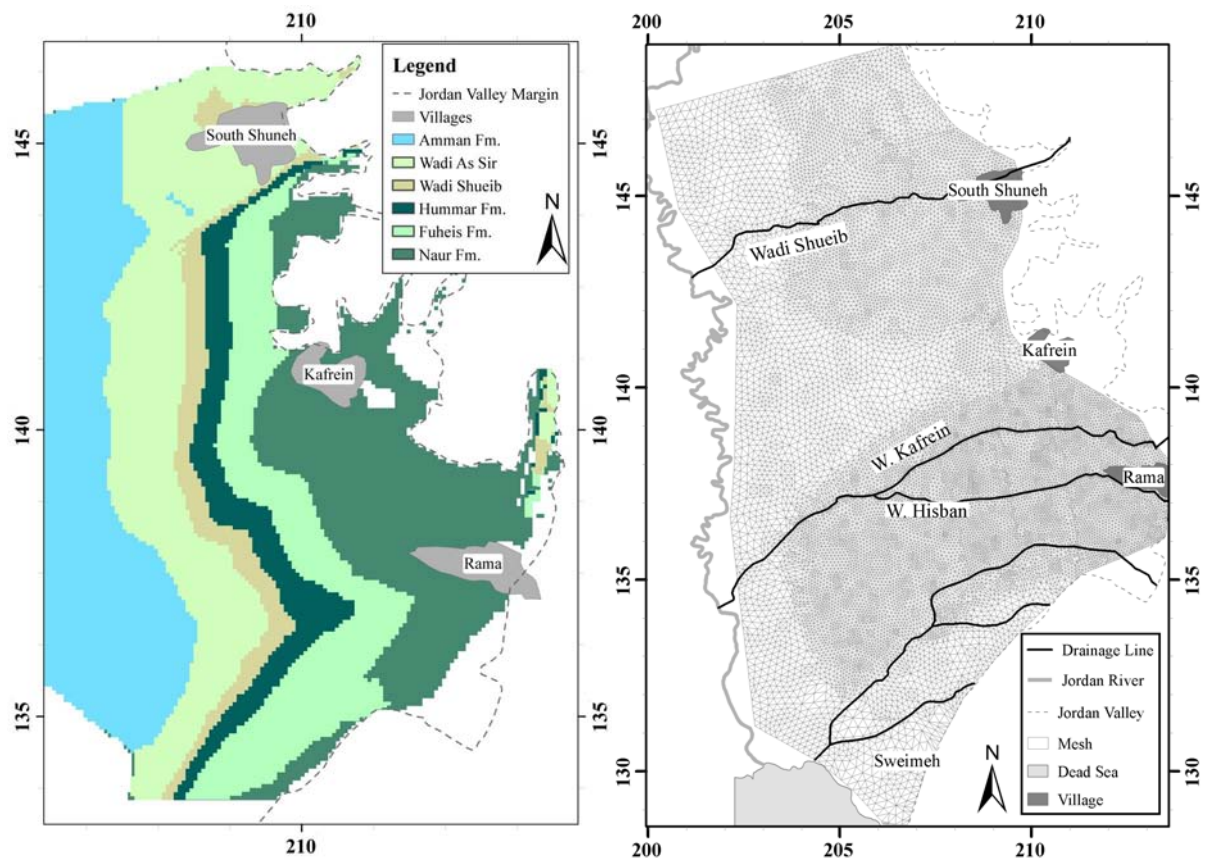 210
Legend
Jordan Valley Margin
Villages
Amman Fm.
Wadi As Sir
Wadi Shueib
Hummar Fm.
Fuheis Fm.
Naur Fm.
N
145
140
135
South Shuneh
Kafrein
Rama
145
140
135
210
200
205
210
145
140
135
130
South Shuneh
Wadi Shueib
Kafrein
W. Kafrein
Rama
W. Hisban
Sweimeh
N
Drainage Line
Jordan River
Jordan Valley
Mesh
Dead Sea
Village
145
140
135
130
200
205
210